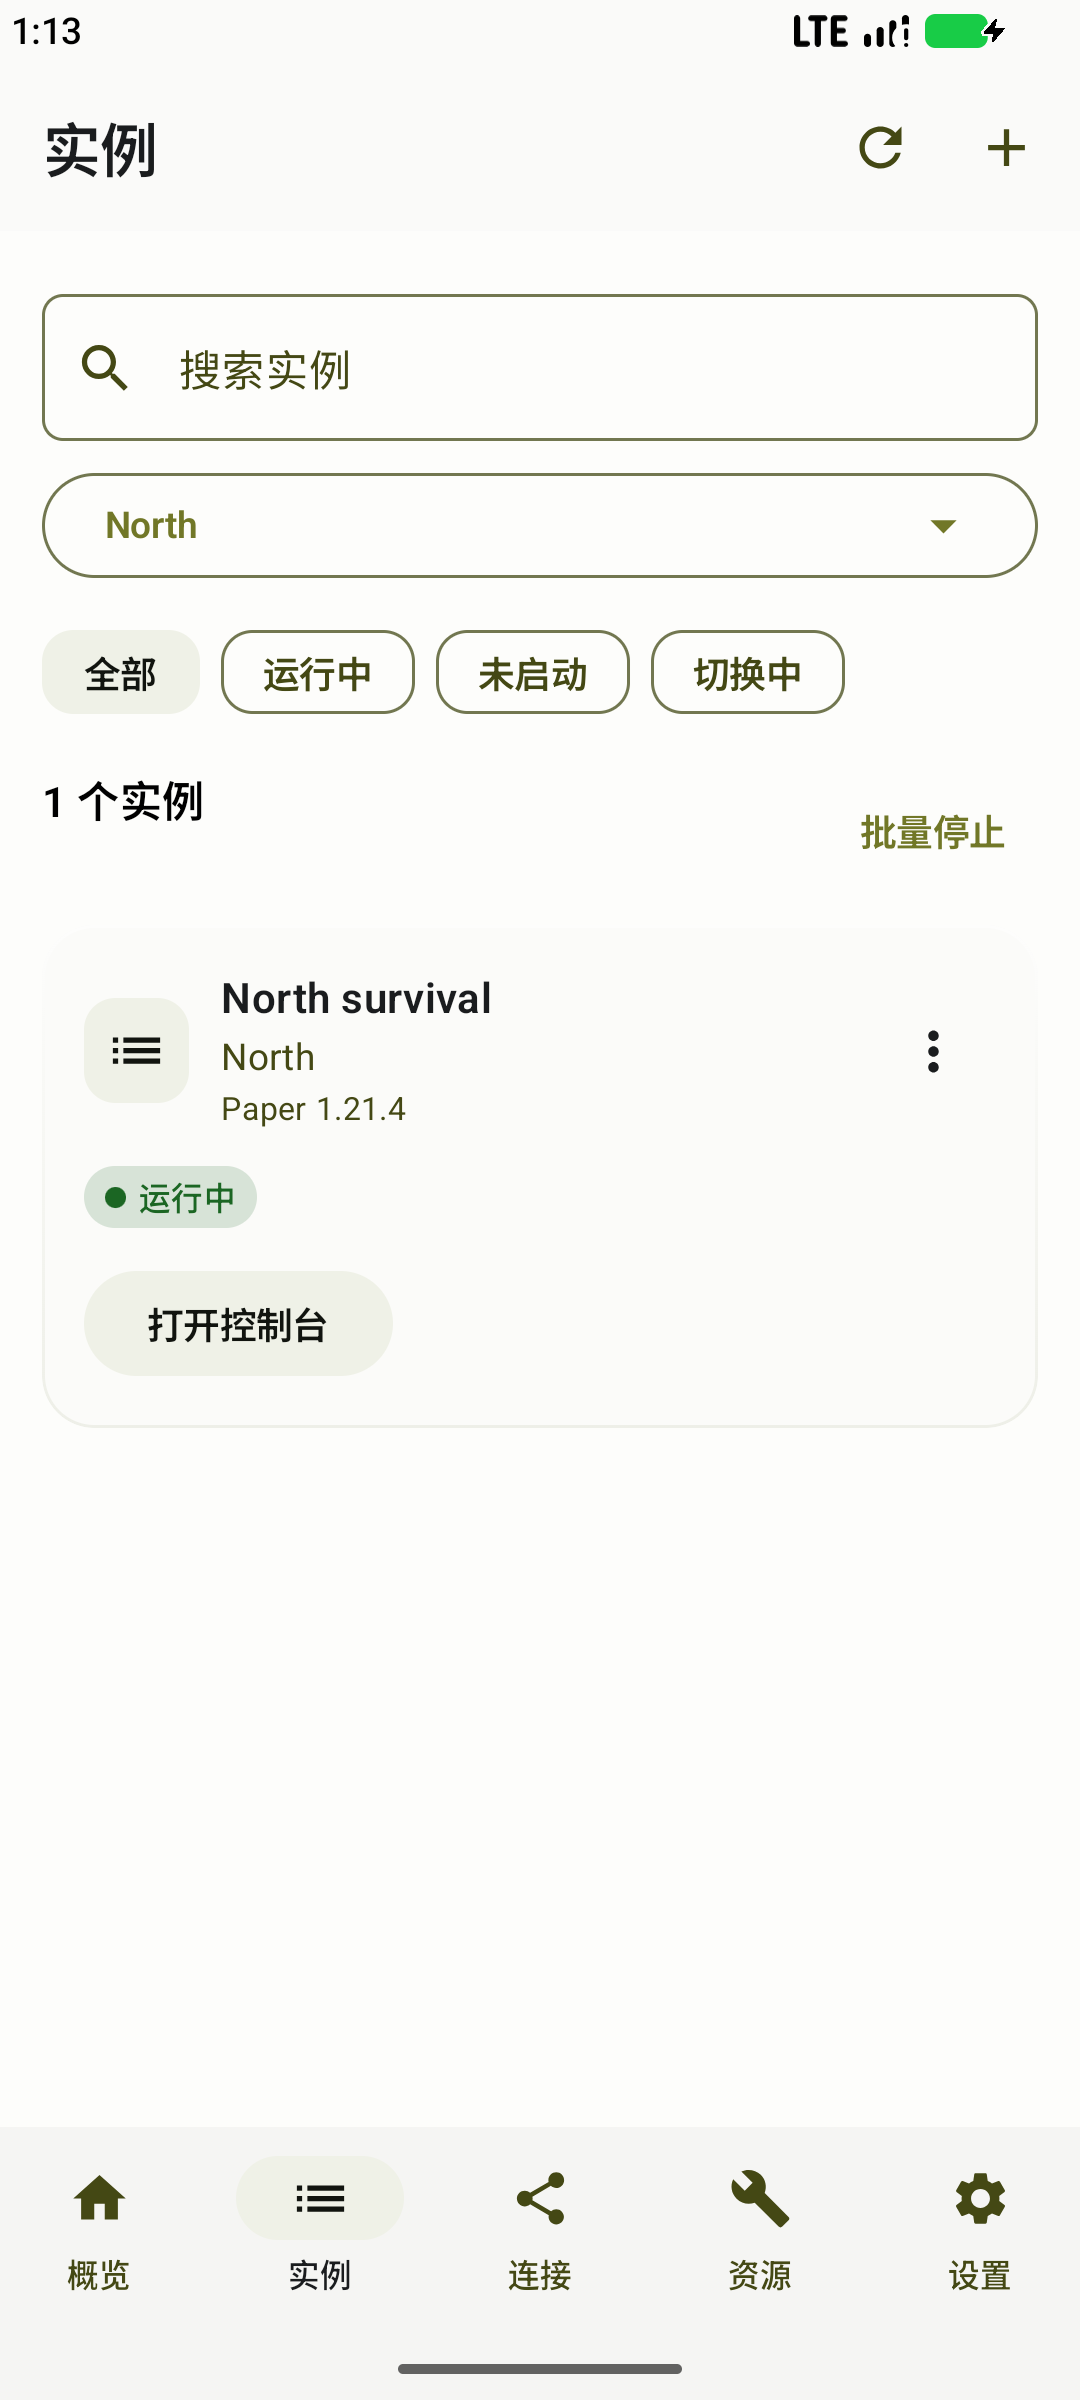 1:13
LTE
实例
搜索实例
North
全部
运行中
未启动
切换中
1 个实例
批量停止
North survival
North
Paper 1.21.4
运行中
打开控制台
概览
实例
连接
资源
设置